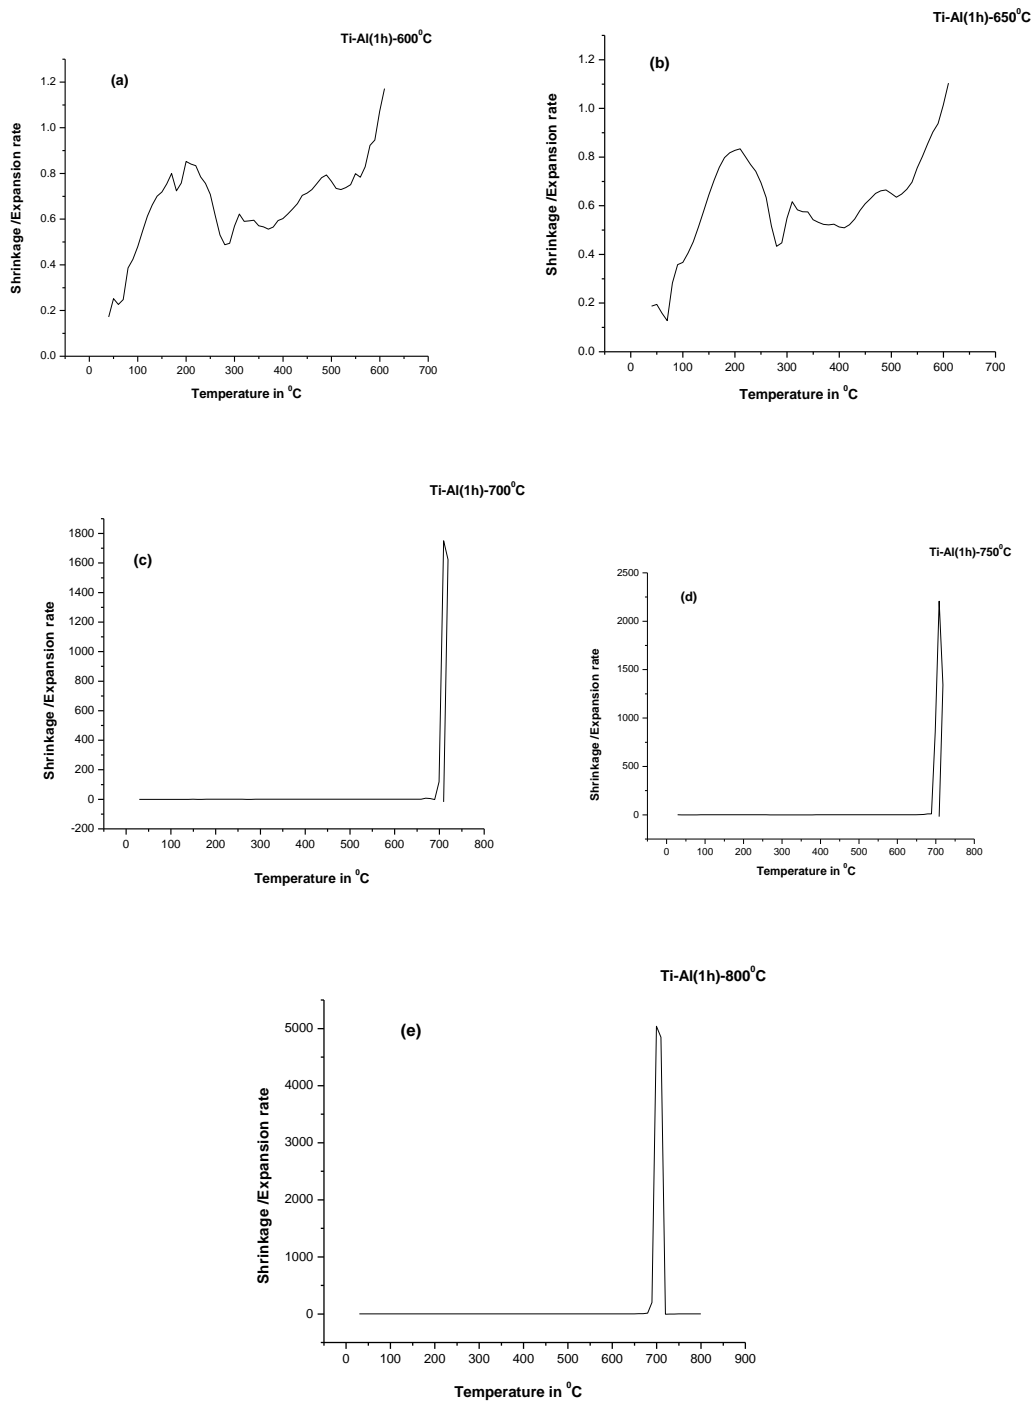 Ti-Al(1h)-600⁰C
(a)
Shrinkage /Expansion rate
1.2
1.0
0.8
0.6
0.4
0.2
0.0
0 100 200 300 400 500 600 700
Temperature in ⁰C
Ti-Al(1h)-650⁰C
(b)
Shrinkage /Expansion rate
1.2
1.0
0.8
0.6
0.4
0.2
0.0
0 100 200 300 400 500 600 700
Temperature in ⁰C
Ti-Al(1h)-700⁰C
(c)
Shrinkage /Expansion rate
1800
1600
1400
1200
1000
800
600
400
200
0
-200
0 100 200 300 400 500 600 700 800
Temperature in ⁰C
Ti-Al(1h)-750⁰C
(d)
Shrinkage /Expansion rate
2500
2000
1500
1000
500
0
0 100 200 300 400 500 600 700 800
Temperature in ⁰C
Ti-Al(1h)-800⁰C
(e)
Shrinkage /Expansion rate
5000
4000
3000
2000
1000
0
0 100 200 300 400 500 600 700 800 900
Temperature in ⁰C